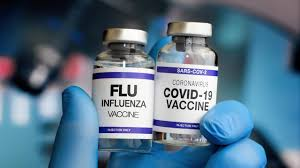 FLU
INFLUENZA
VACCINE
INJECTION ONLY
SARS-COV-2
CORONAVIRUS
COVID-19
VACCINE
INJECTION ONLY